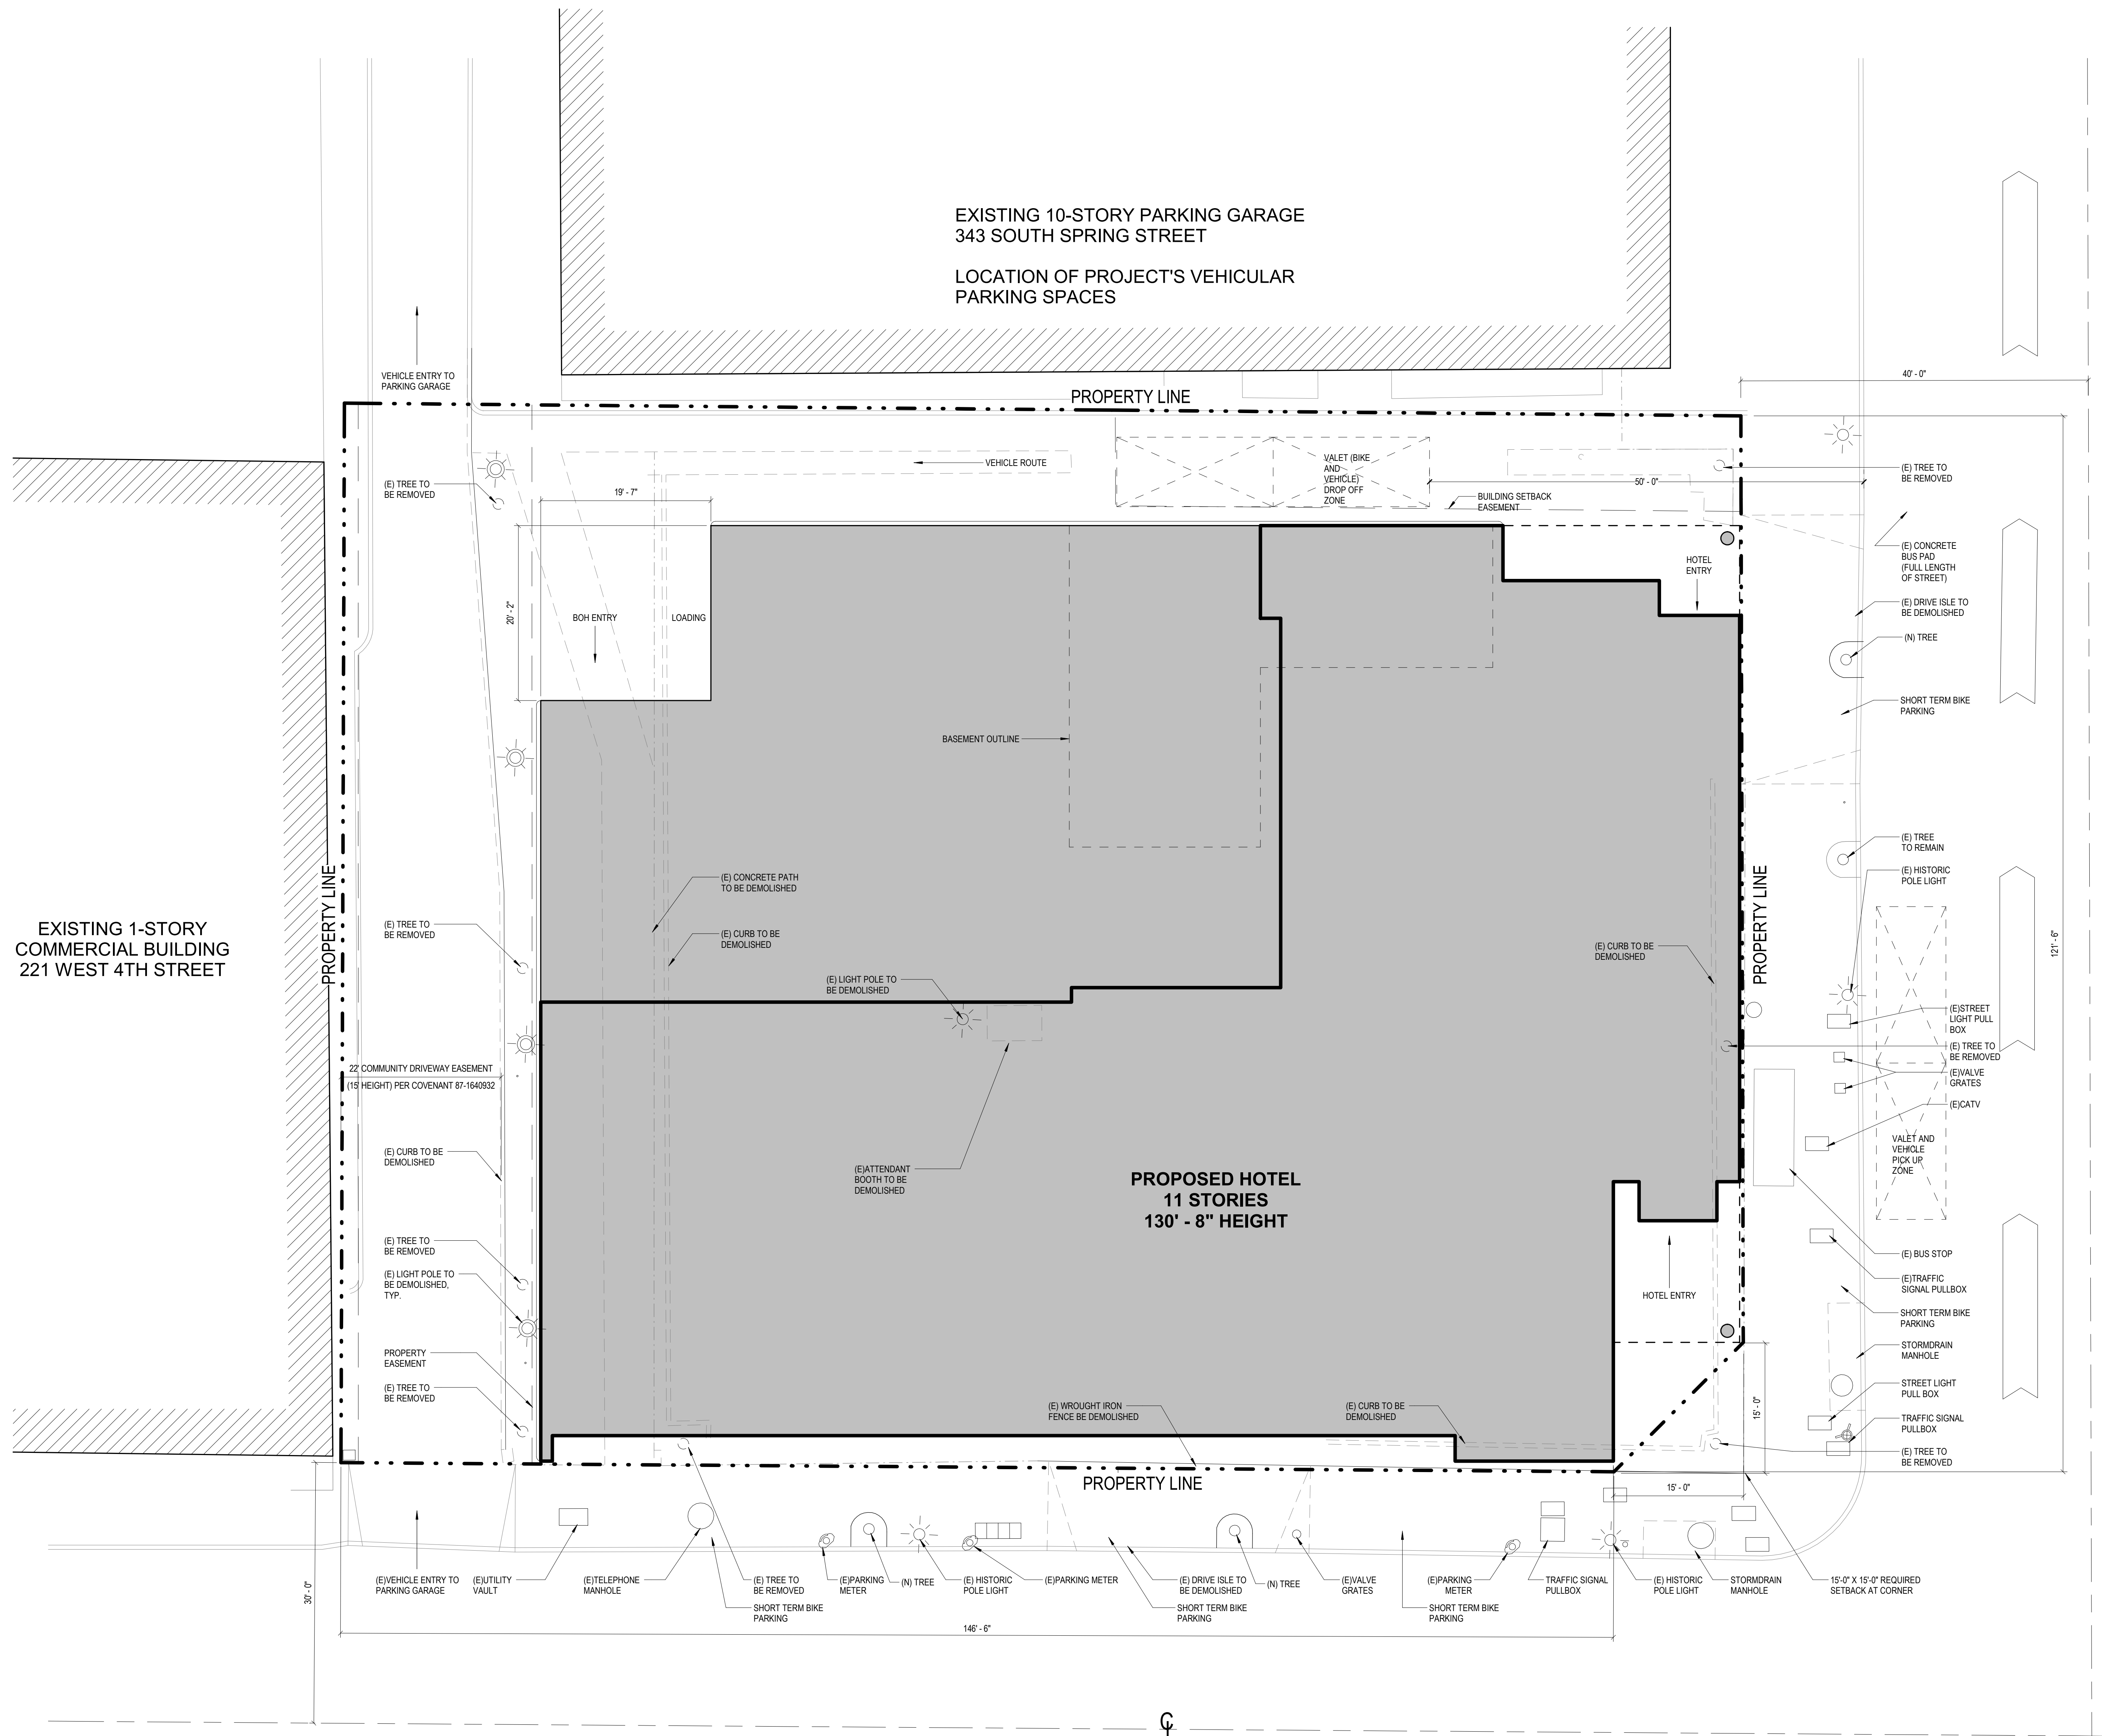 EXISTING 10-STORY PARKING GARAGE
343 SOUTH SPRING STREET
LOCATION OF PROJECT'S VEHICULAR
PARKING SPACES
VEHICLE ENTRY TO
PARKING GARAGE
40' - 0"
PROPERTY LINE
VEHICLE ROUTE
VALET (BIKE
AND
VEHICLE)
DROP OFF
ZONE
50' - 0"
BUILDING SETBACK
EASEMENT
(E) TREE TO
BE REMOVED
(E) TREE TO
BE REMOVED
19' - 7"
20' - 2"
BOH ENTRY
LOADING
HOTEL
ENTRY
(E) CONCRETE
BUS PAD
(FULL LENGTH
OF STREET)
(E) DRIVE ISLE TO
BE DEMOLISHED
(N) TREE
SHORT TERM BIKE
PARKING
BASEMENT OUTLINE
(E) TREE
TO REMAIN
(E) HISTORIC
POLE LIGHT
PROPERTY LINE
PROPERTY LINE
121' - 6"
EXISTING 1-STORY
COMMERCIAL BUILDING
221 WEST 4TH STREET
(E) TREE TO
BE REMOVED
(E) CONCRETE PATH
TO BE DEMOLISHED
(E) CURB TO BE
DEMOLISHED
(E) LIGHT POLE TO
BE DEMOLISHED
(E) CURB TO BE
DEMOLISHED
(E)STREET
LIGHT PULL
BOX
(E) TREE TO
BE REMOVED
(E)VALVE
GRATES
(E)CATV
22' COMMUNITY DRIVEWAY EASEMENT
(15' HEIGHT) PER COVENANT 87-1640932
(E) CURB TO BE
DEMOLISHED
(E)ATTENDANT
BOOTH TO BE
DEMOLISHED
PROPOSED HOTEL
11 STORIES
130' - 8" HEIGHT
VALET AND
VEHICLE
PICK UP
ZONE
(E) TREE TO
BE REMOVED
(E) LIGHT POLE TO
BE DEMOLISHED,
TYP.
HOTEL ENTRY
(E) BUS STOP
(E)TRAFFIC
SIGNAL PULLBOX
SHORT TERM BIKE
PARKING
STORMDRAIN
MANHOLE
STREET LIGHT
PULL BOX
TRAFFIC SIGNAL
PULLBOX
(E) TREE TO
BE REMOVED
PROPERTY
EASEMENT
(E) TREE TO
BE REMOVED
(E) WROUGHT IRON
FENCE BE DEMOLISHED
(E) CURB TO BE
DEMOLISHED
15' - 0"
15' - 0"
PROPERTY LINE
30' - 0"
(E)VEHICLE ENTRY TO
PARKING GARAGE
(E)UTILITY
VAULT
(E)TELEPHONE
MANHOLE
(E) TREE TO
BE REMOVED
SHORT TERM BIKE
PARKING
(E)PARKING
METER
(N) TREE
(E) HISTORIC
POLE LIGHT
(E)PARKING METER
(E) DRIVE ISLE TO
BE DEMOLISHED
SHORT TERM BIKE
PARKING
(N) TREE
(E)VALVE
GRATES
(E)PARKING
METER
SHORT TERM BIKE
PARKING
TRAFFIC SIGNAL
PULLBOX
(E) HISTORIC
POLE LIGHT
STORMDRAIN
MANHOLE
15'-0" X 15'-0" REQUIRED
SETBACK AT CORNER
146' - 6"